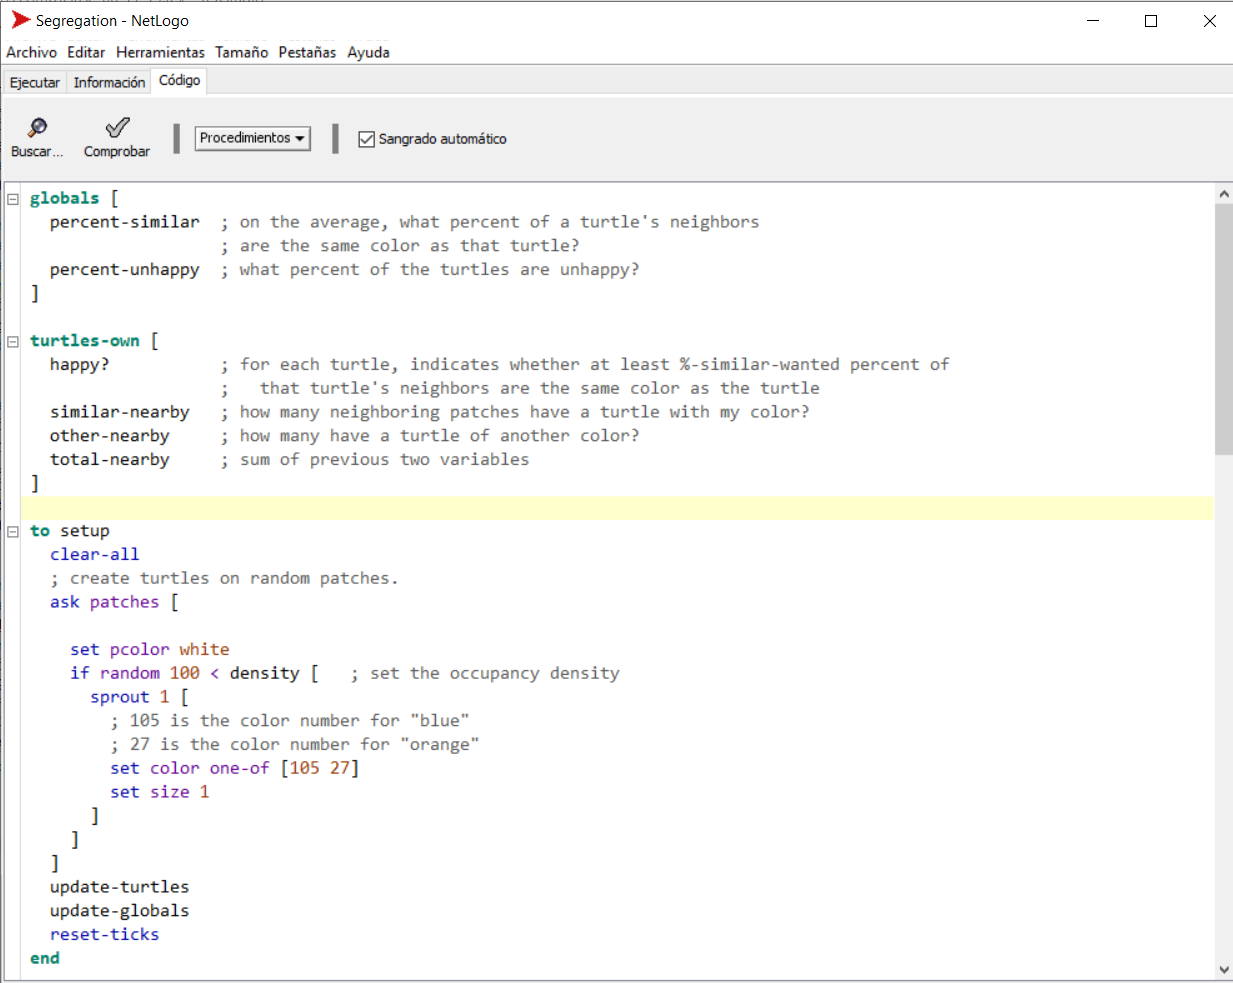 Segregation - NetLogo
Archivo Editar Herramientas Tamaño Pestañas Ayuda
Ejecutar Información Código
Buscar... Comprobar Procedimientos Sangrado automático
globals [
  percent-similar  ; on the average, what percent of a turtle's neighbors
                   ; are the same color as that turtle?
  percent-unhappy  ; what percent of the turtles are unhappy?
]
turtles-own [
  happy?           ; for each turtle, indicates whether at least %-similar-wanted percent of
                   ;   that turtle's neighbors are the same color as the turtle
  similar-nearby   ; how many neighboring patches have a turtle with my color?
  other-nearby     ; how many have a turtle of another color?
  total-nearby     ; sum of previous two variables
]
to setup
  clear-all
  ; create turtles on random patches.
  ask patches [
    set pcolor white
    if random 100 < density [   ; set the occupancy density
      sprout 1 [
        ; 105 is the color number for "blue"
        ; 27 is the color number for "orange"
        set color one-of [105 27]
        set size 1
      ]
    ]
  ]
  update-turtles
  update-globals
  reset-ticks
end